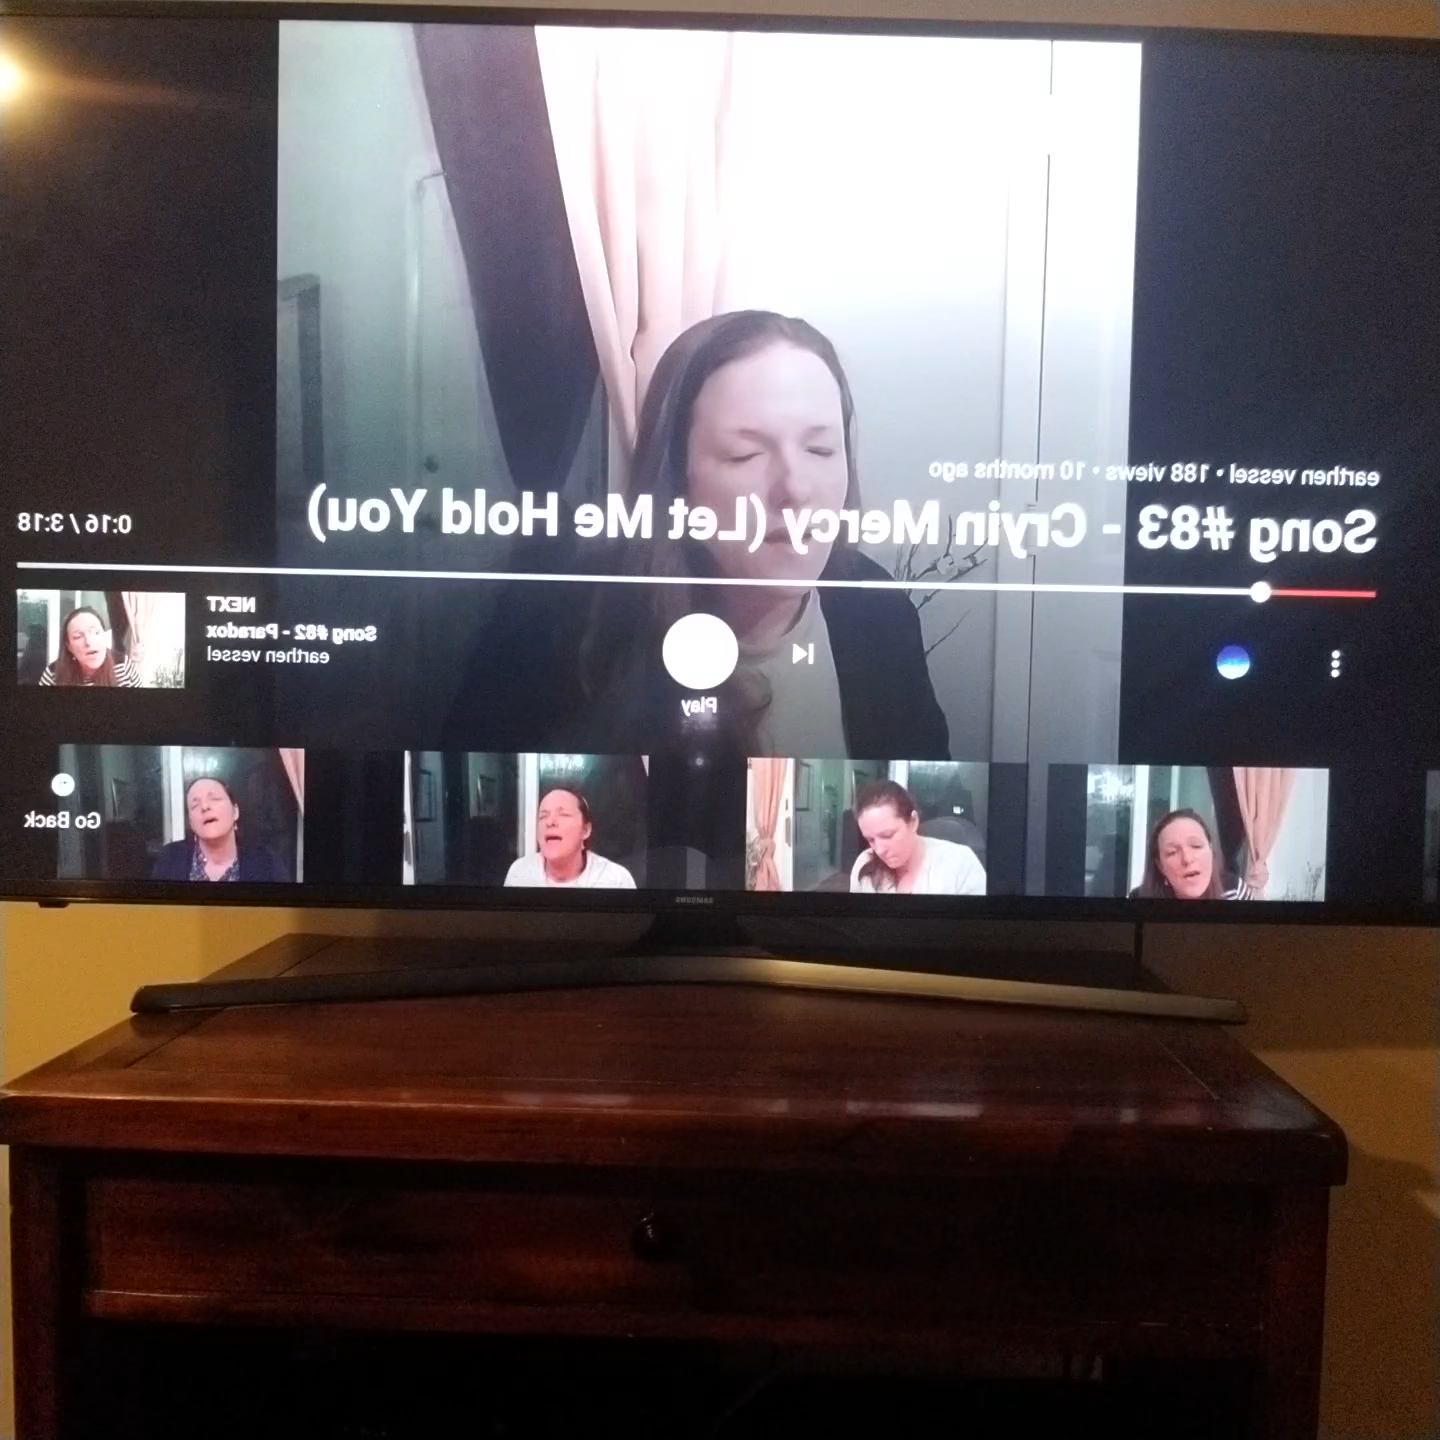 earthen vessel • 188 views • 10 months ago
Song #83 - Cryin Mercy (Let Me Hold You)
0:16 / 3:18
NEXT
Song #82 - Paradox
earthen vessel
Play
Go Back
SAMSUNG